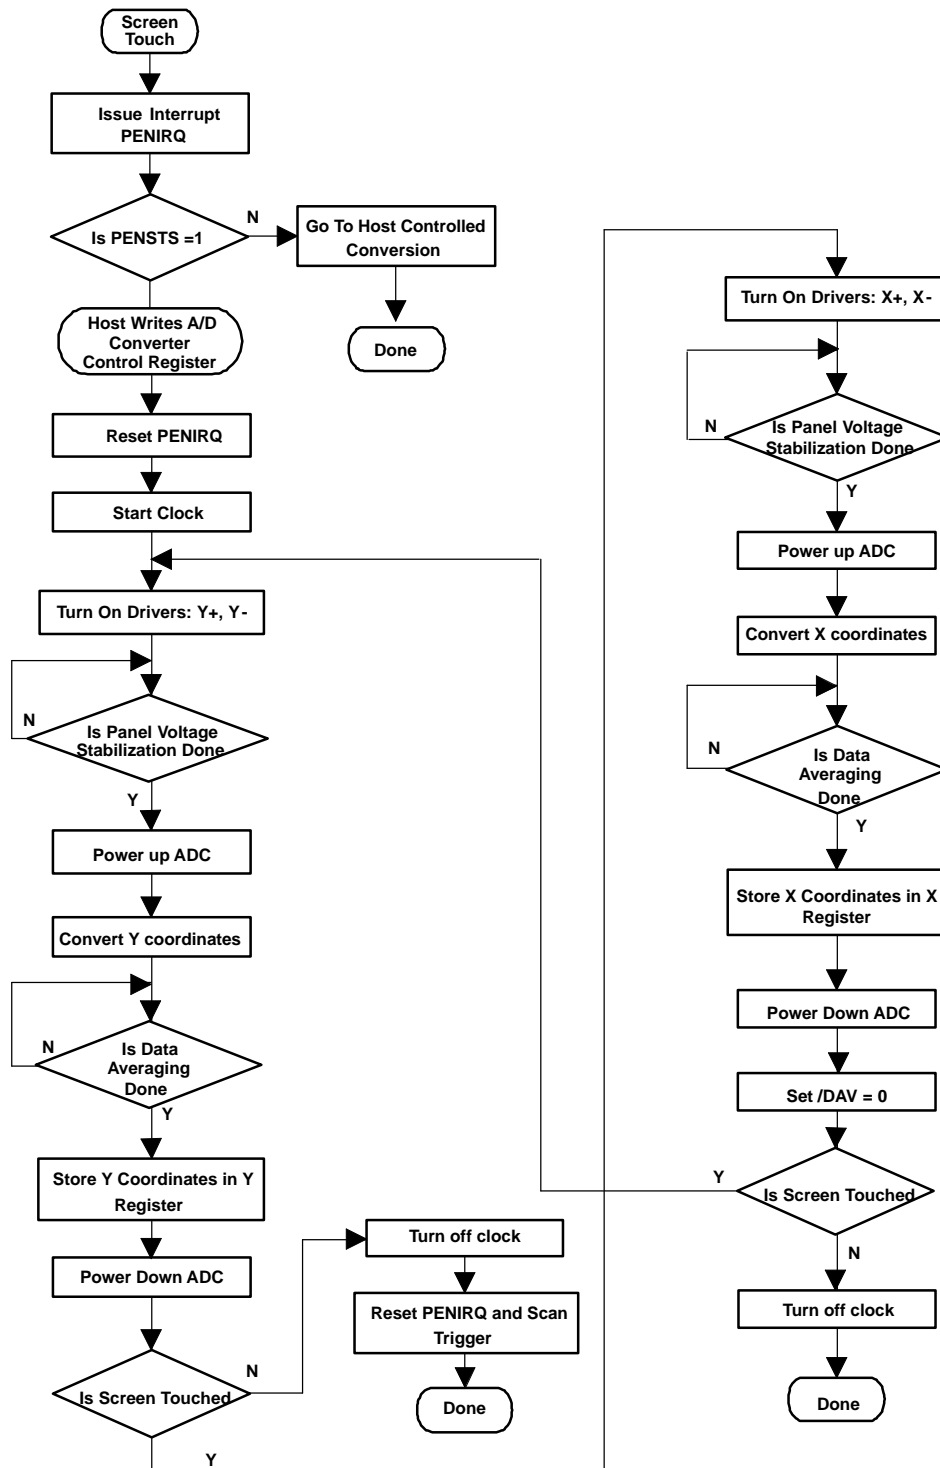 Screen
Touch
Issue Interrupt
PENIRQ
Is PENSTS =1
N
Go To Host Controlled
Conversion
Done
Host Writes A/D
Converter
Control Register
Reset PENIRQ
Start Clock
Turn On Drivers: Y+, Y-
N
Is Panel Voltage
Stabilization Done
Y
Power up ADC
Convert Y coordinates
N
Is Data
Averaging
Done
Y
Store Y Coordinates in Y
Register
Power Down ADC
Is Screen Touched
N
Y
Turn off clock
Reset PENIRQ and Scan
Trigger
Done
Turn On Drivers: X+, X-
N
Is Panel Voltage
Stabilization Done
Y
Power up ADC
Convert X coordinates
N
Is Data
Averaging
Done
Y
Store X Coordinates in X
Register
Power Down ADC
Set /DAV = 0
Y
Is Screen Touched
N
Turn off clock
Done